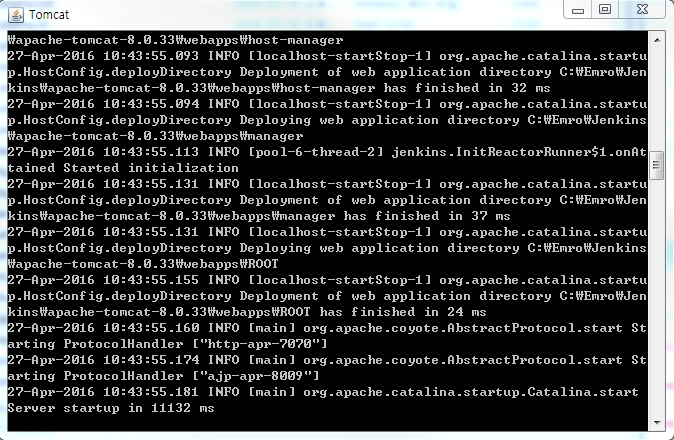 Tomcat
₩apache-tomcat-8.0.33₩webapps₩host-manager
27-Apr-2016 10:43:55.093 INFO [localhost-startStop-1] org.apache.catalina.startu
p.HostConfig.deployDirectory Deployment of web application directory C:₩Emro₩Jen
kins₩apache-tomcat-8.0.33₩webapps₩host-manager has finished in 32 ms
27-Apr-2016 10:43:55.094 INFO [localhost-startStop-1] org.apache.catalina.startu
p.HostConfig.deployDirectory Deploying web application directory C:₩Emro₩Jenkins
₩apache-tomcat-8.0.33₩webapps₩manager
27-Apr-2016 10:43:55.113 INFO [pool-6-thread-2] jenkins.InitReactorRunner$1.onAt
tained Started initialization
27-Apr-2016 10:43:55.131 INFO [localhost-startStop-1] org.apache.catalina.startu
p.HostConfig.deployDirectory Deployment of web application directory C:₩Emro₩Jen
kins₩apache-tomcat-8.0.33₩webapps₩manager has finished in 37 ms
27-Apr-2016 10:43:55.131 INFO [localhost-startStop-1] org.apache.catalina.startu
p.HostConfig.deployDirectory Deploying web application directory C:₩Emro₩Jenkins
₩apache-tomcat-8.0.33₩webapps₩ROOT
27-Apr-2016 10:43:55.155 INFO [localhost-startStop-1] org.apache.catalina.startu
p.HostConfig.deployDirectory Deployment of web application directory C:₩Emro₩Jen
kins₩apache-tomcat-8.0.33₩webapps₩ROOT has finished in 24 ms
27-Apr-2016 10:43:55.160 INFO [main] org.apache.coyote.AbstractProtocol.start St
arting ProtocolHandler ["http-apr-7070"]
27-Apr-2016 10:43:55.174 INFO [main] org.apache.coyote.AbstractProtocol.start St
arting ProtocolHandler ["ajp-apr-8009"]
27-Apr-2016 10:43:55.181 INFO [main] org.apache.catalina.startup.Catalina.start
Server startup in 11132 ms